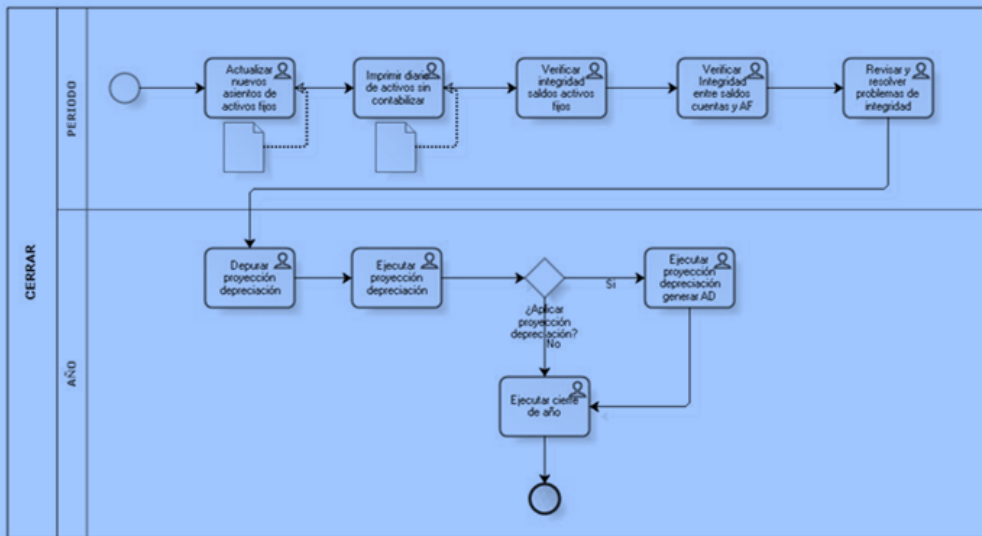 CERRAR
PERIODO
Actualizar
nuevos
asientos de
activos fijos
Imprimir diario
de activos sin
contabilizar
Verificar
integridad
saldos activos
fijos
Verificar
Integridad
entre saldos
cuentas y AF
Revisar y
resolver
problemas de
integridad
AÑO
Depurar
proyección
depreciación
Ejecutar
proyección
depreciación
¿Aplicar
proyección
depreciación?
No
Si
Ejecutar
proyección
depreciación
generar AD
Ejecutar cierre
de año